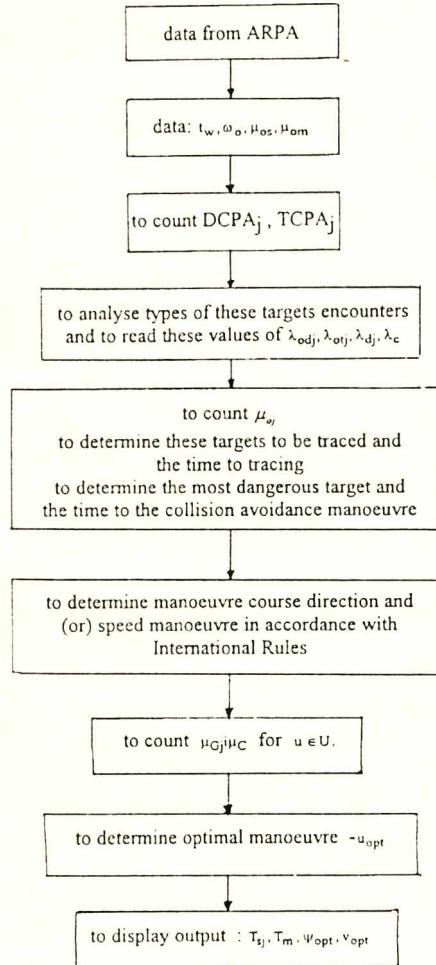 data from ARPA
data: t_w, ω_o, μ_os, μ_om
to count DCPA_j , TCPA_j
to analyse types of these targets encounters
and to read these values of λ_odj, λ_otj, λ_dj, λ_c
to count μ_oj
to determine these targets to be traced and
the time to tracing
to determine the most dangerous target and
the time to the collision avoidance manoeuvre
to determine manoeuvre course direction and
(or) speed manoeuvre in accordance with
International Rules
to count μ_Gj i μ_C for u ∈ U.
to determine optimal manoeuvre -u_opt
to display output : T_sj, T_m, ψ_opt, v_opt